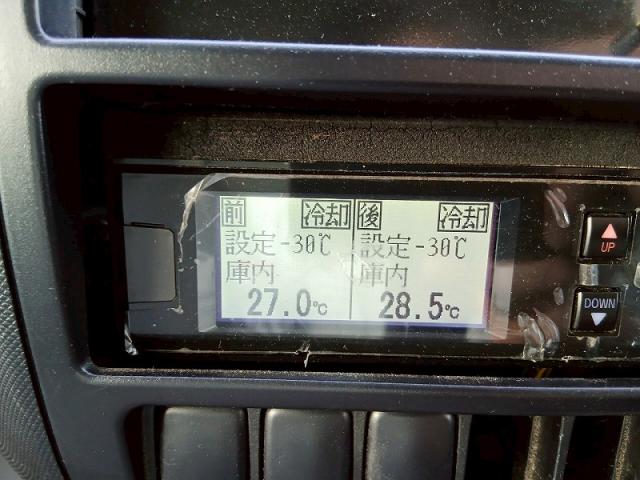 前 冷却 後 冷却
設定-30℃ 設定-30℃
庫内 庫内
27.0℃ 28.5℃
UP
DOWN